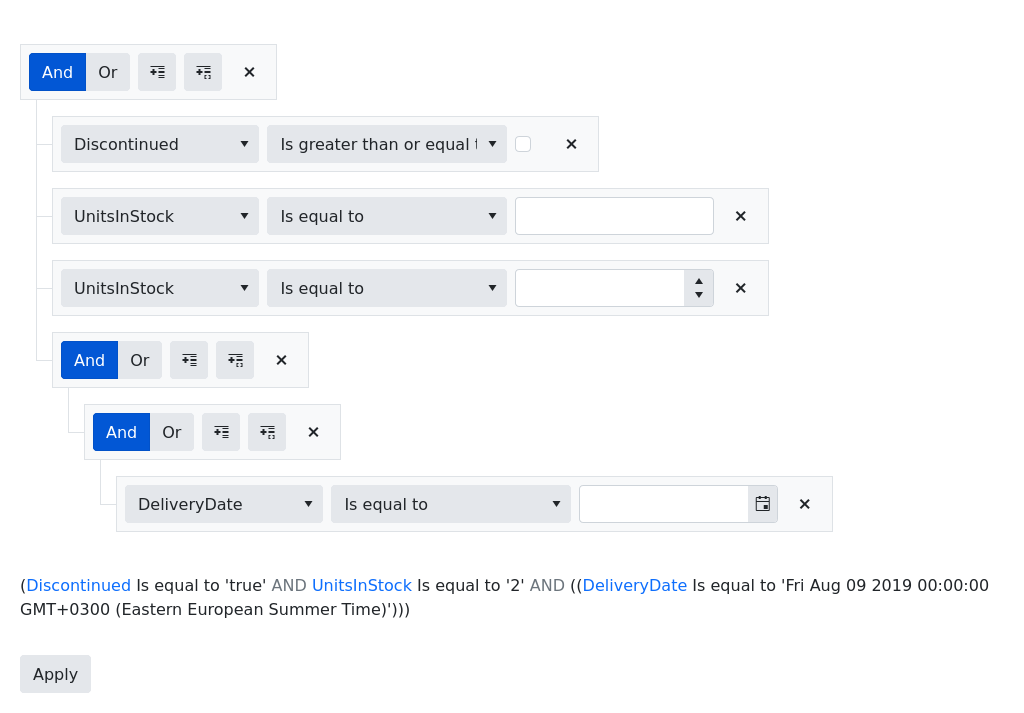 And Or
Discontinued Is greater than or equal
UnitsInStock Is equal to
UnitsInStock Is equal to
And Or
And Or
DeliveryDate Is equal to
(Discontinued Is equal to 'true' AND UnitsInStock Is equal to '2' AND ((DeliveryDate Is equal to 'Fri Aug 09 2019 00:00:00
GMT+0300 (Eastern European Summer Time)')))
Apply